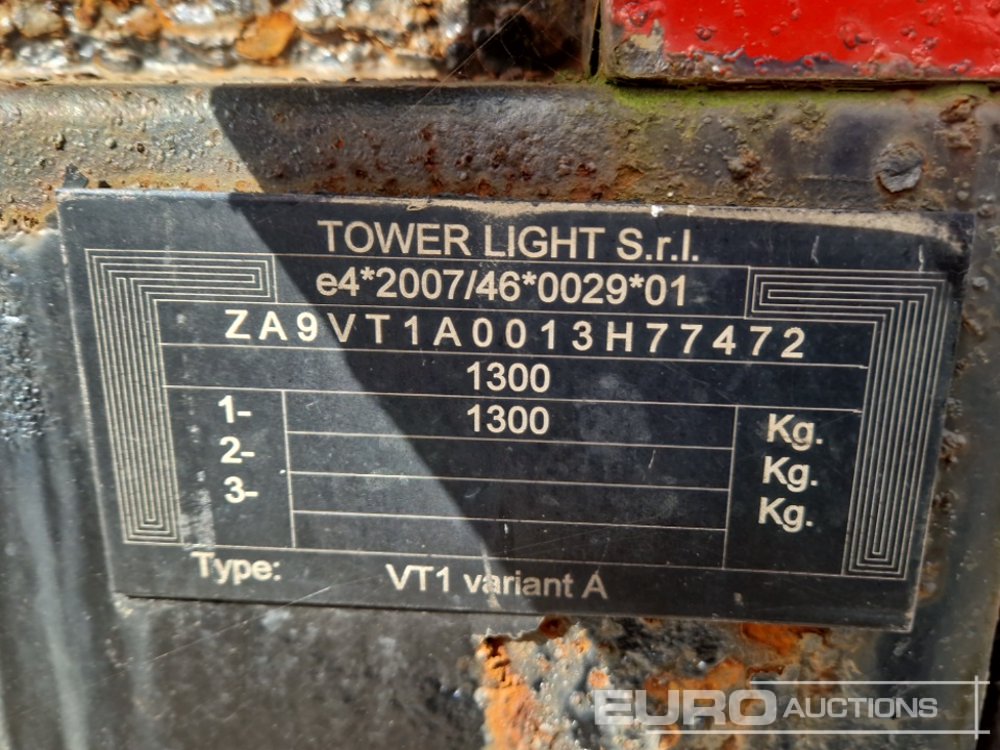 TOWER LIGHT S.r.l.
e4*2007/46*0029*01
ZA9VT1A0013H77472
1300
1- 1300 Kg.
2- Kg.
3- Kg.
Type: VT1 variant A
EURO AUCTIONS